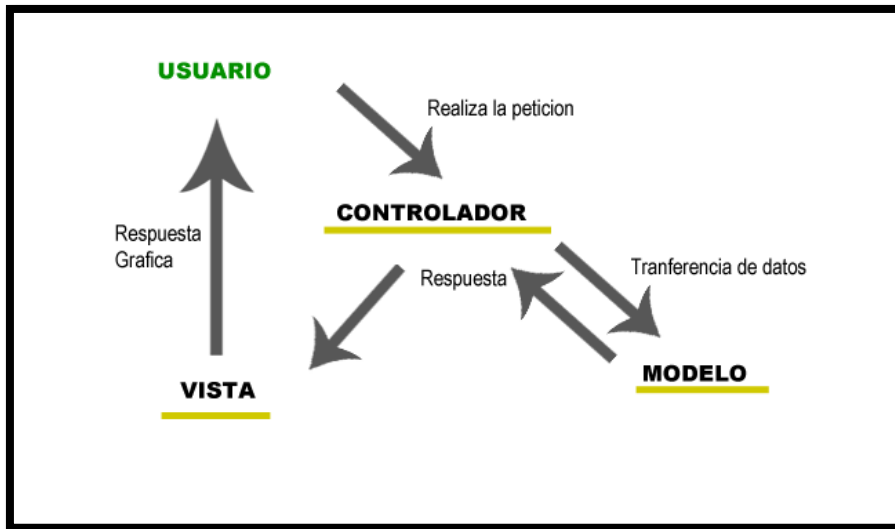 USUARIO
Realiza la peticion
CONTROLADOR
Respuesta
Grafica
Respuesta
Tranferencia de datos
VISTA
MODELO